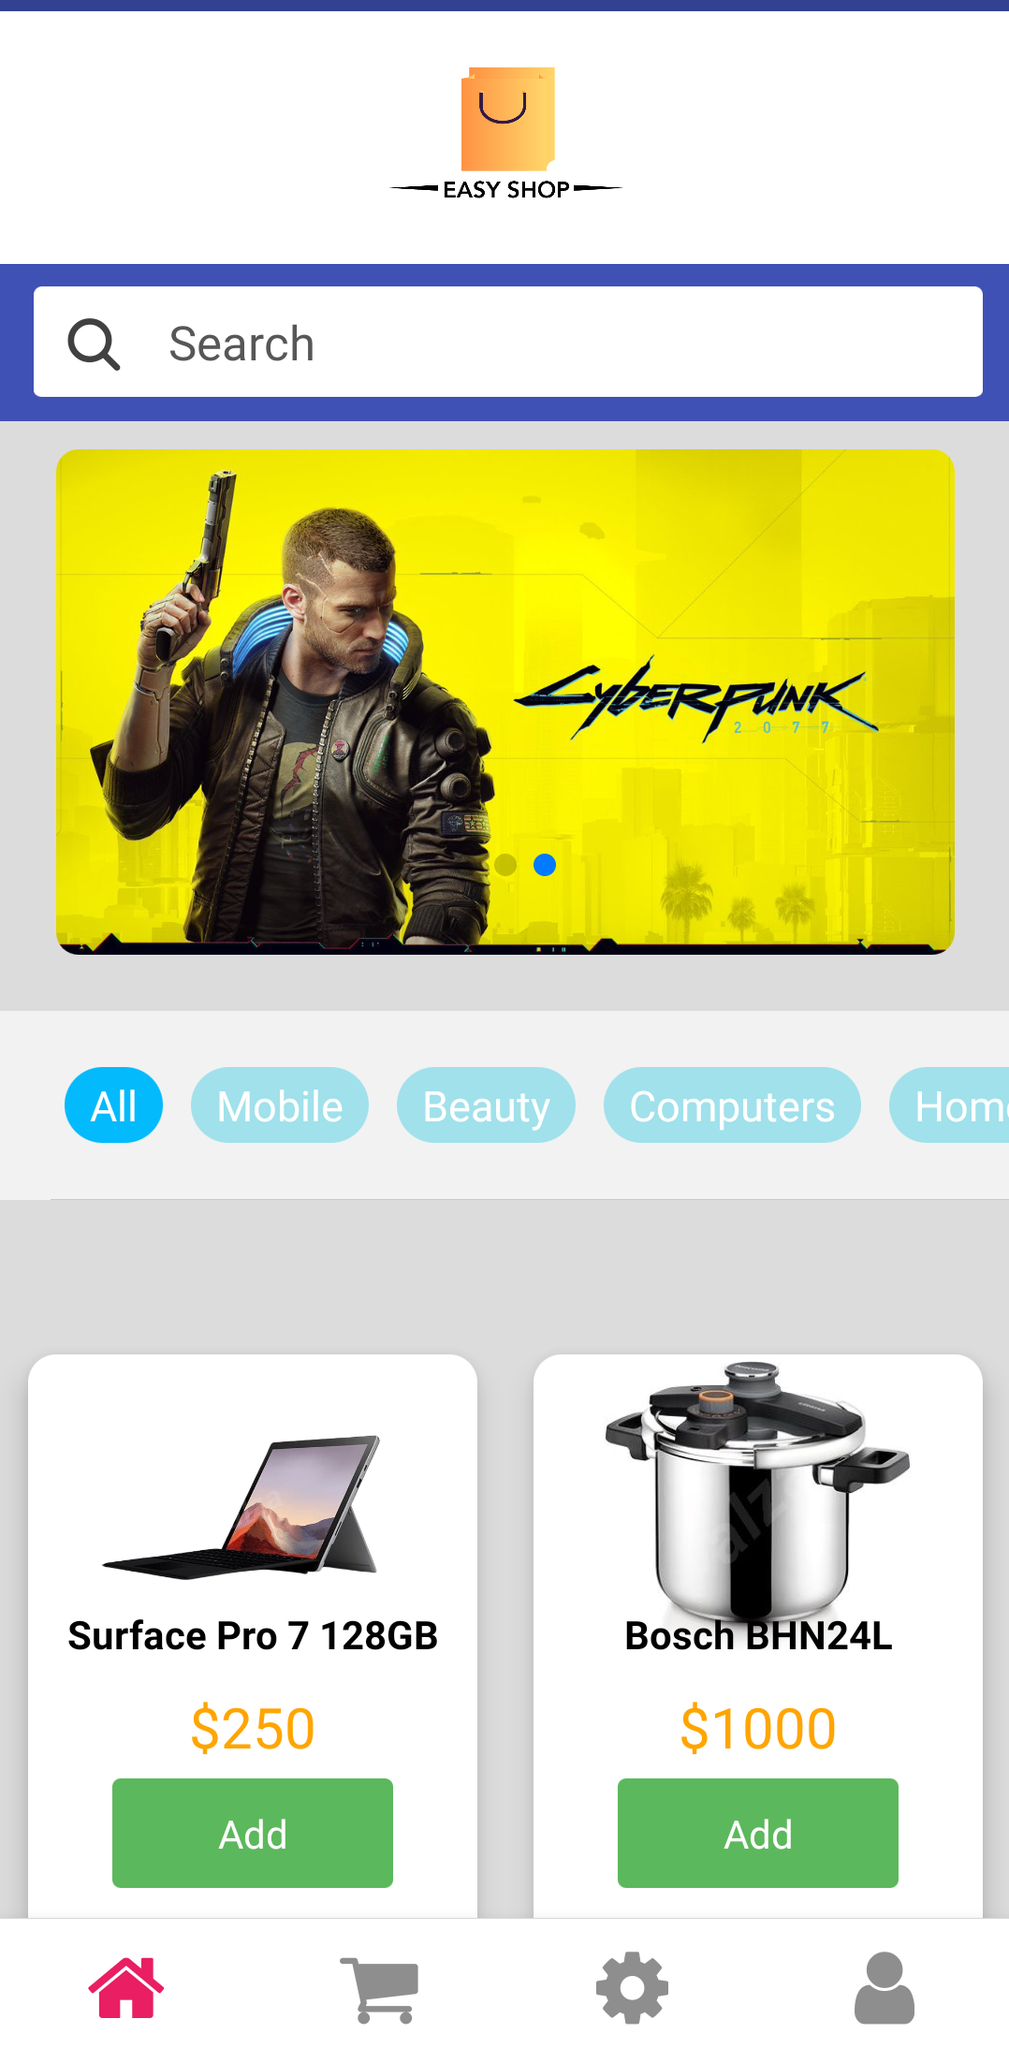 EASY SHOP
Search
CYBERPUNK
2077
All
Mobile
Beauty
Computers
Hom
Surface Pro 7 128GB
Bosch BHN24L
$250
$1000
Add
Add